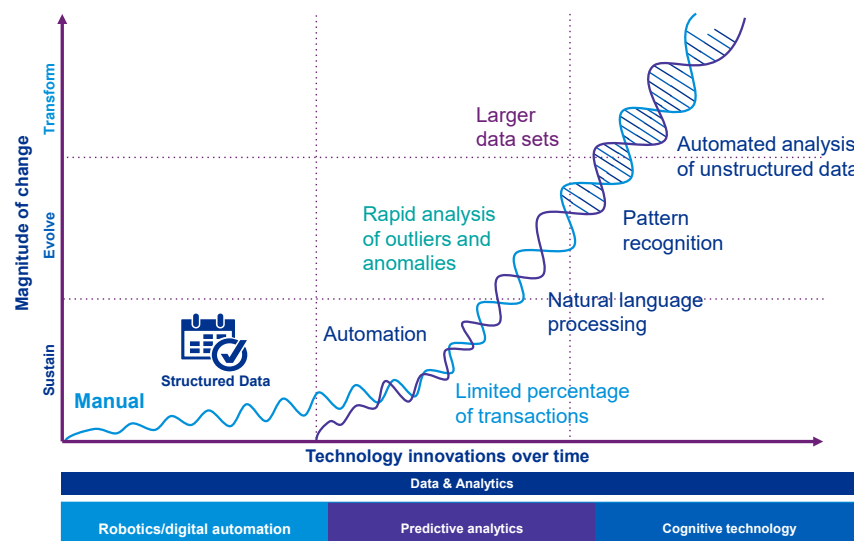 Transform
Evolve
Sustain
Magnitude of change
Larger
data sets
Automated analysis
of unstructured data
Rapid analysis
of outliers and
anomalies
Pattern
recognition
Natural language
processing
Automation
Structured Data
Manual
Limited percentage
of transactions
Technology innovations over time
Data & Analytics
Robotics/digital automation
Predictive analytics
Cognitive technology